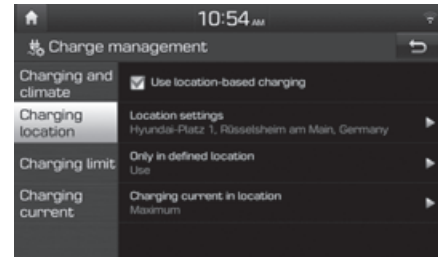 10:54 AM
Charge management
Charging and
climate
Use location-based charging
Charging
location
Location settings
Hyundai-Platz 1, Rüsselsheim am Main, Germany
Charging limit
Only in defined location
Use
Charging
current
Charging current in location
Maximum